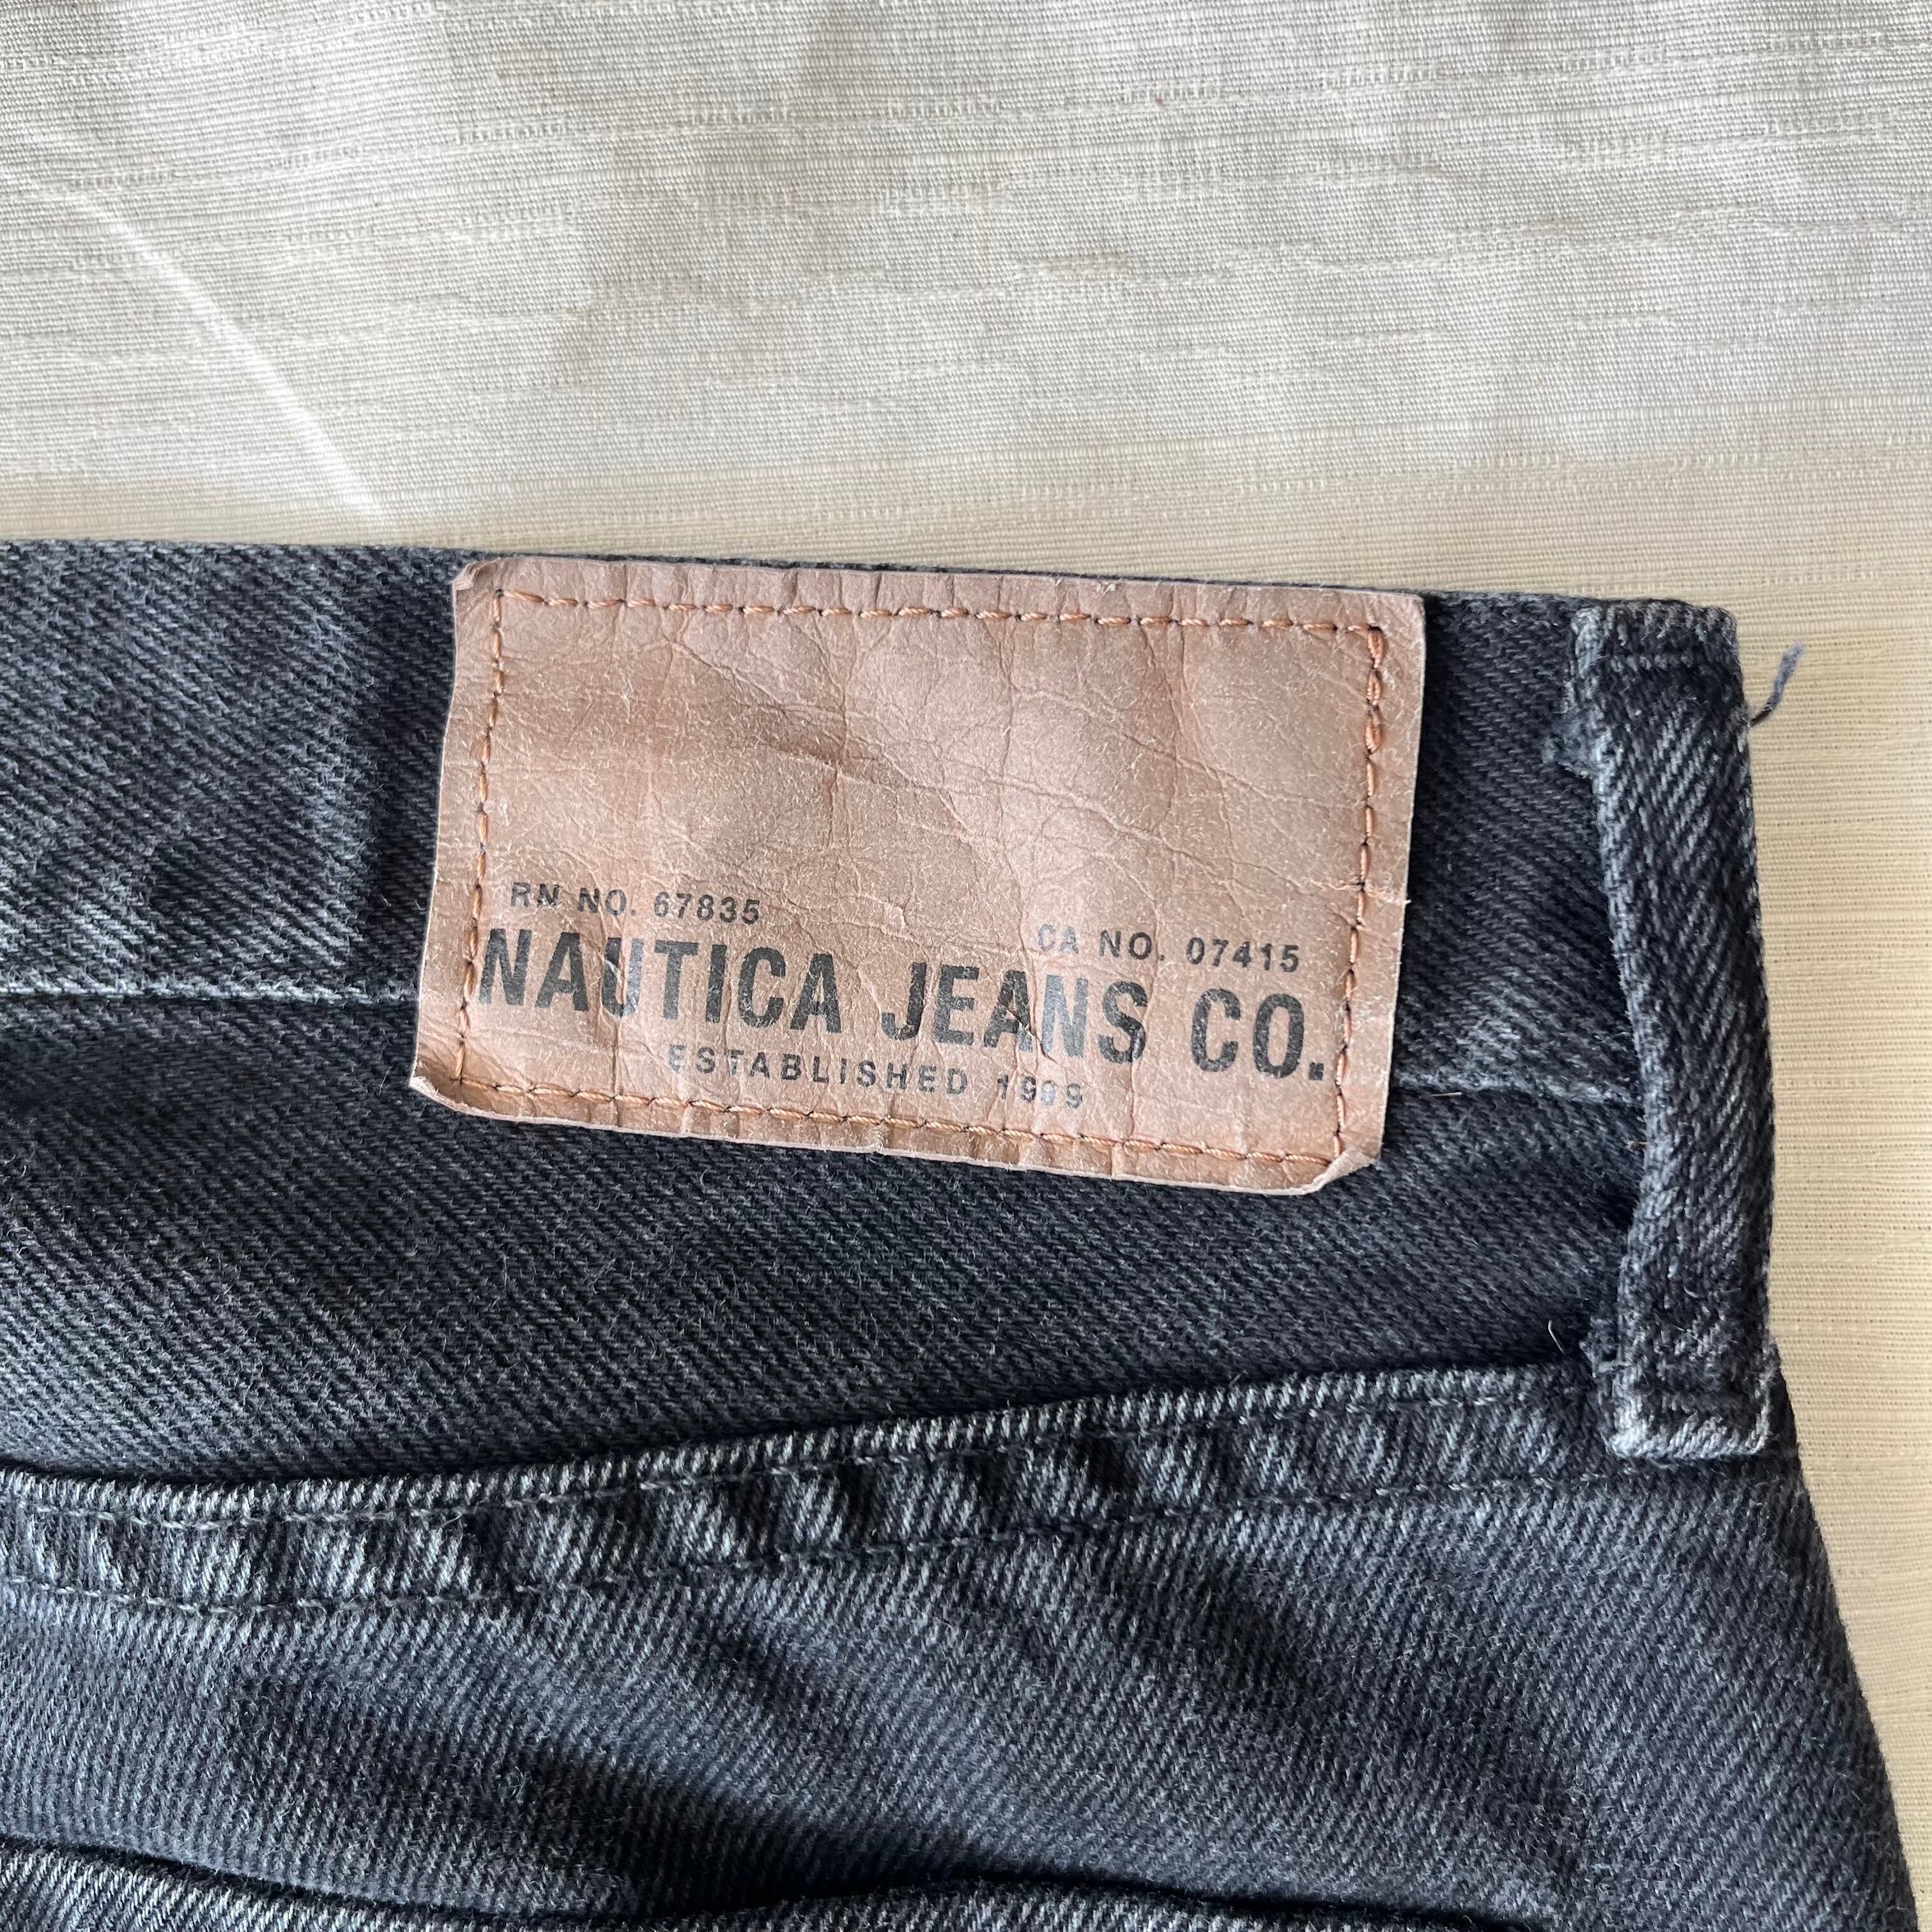 RN NO. 67835
CA NO. 07415
NAUTICA JEANS CO.
ESTABLISHED 1999